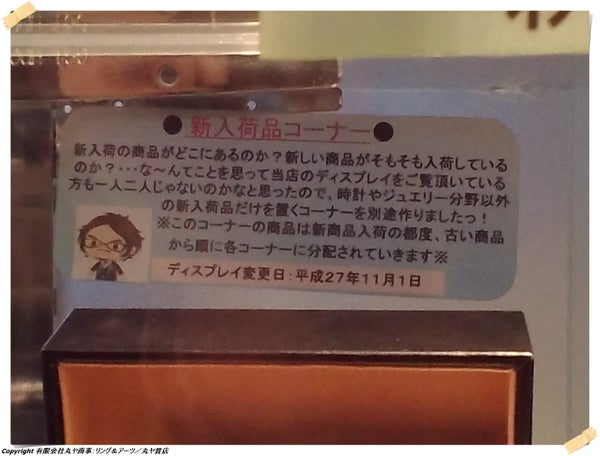 ●新入荷品コーナー●
新入荷の商品がどこにあるのか？新しい商品がそもそも入荷している
のか？･･･な～んてことを思って当店のディスプレイをご覧頂いている
方も一人二人じゃないのかなと思ったので、時計やジュエリー分野以外
の新入荷品だけを置くコーナーを別途作りましたっ！
※このコーナーの商品は新商品入荷の都度、古い商品
から順に各コーナーに分配されていきます※
ディスプレイ変更日：平成27年11月1日
Copyright 有限会社丸ヤ商事：リング＆アーツ／丸ヤ質店